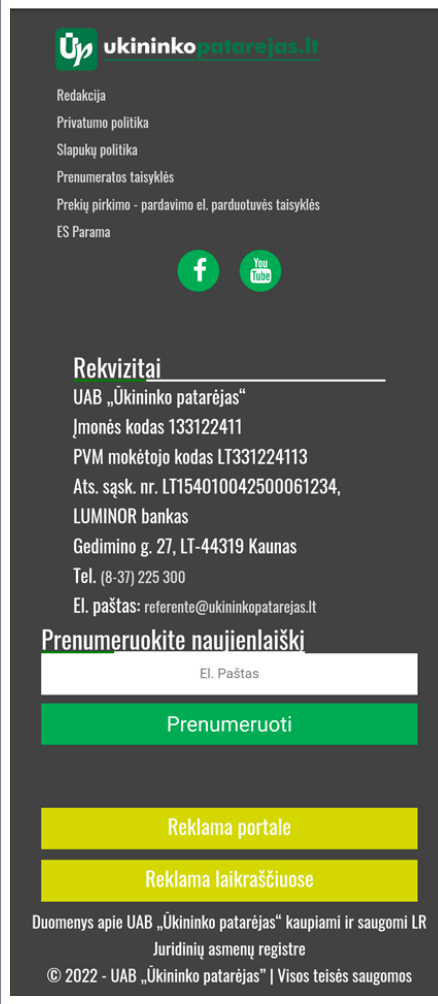 Ūp ukininkopatarejas.lt
Redakcija
Privatumo politika
Slapukų politika
Prenumeratos taisyklės
Prekių pirkimo - pardavimo el. parduotuvės taisyklės
ES Parama
f You Tube
Rekvizitai
UAB „Ūkininko patarėjas“
Įmonės kodas 133122411
PVM mokėtojo kodas LT331224113
Ats. sąsk. nr. LT154010042500061234,
LUMINOR bankas
Gedimino g. 27, LT-44319 Kaunas
Tel. (8-37) 225 300
El. paštas: referente@ukininkopatarejas.lt
Prenumeruokite naujienlaiškį
El. Paštas
Prenumeruoti
Reklama portale
Reklama laikraščiuose
Duomenys apie UAB „Ūkininko patarėjas“ kaupiami ir saugomi LR
Juridinių asmenų registre
© 2022 - UAB „Ūkininko patarėjas” | Visos teisės saugomos